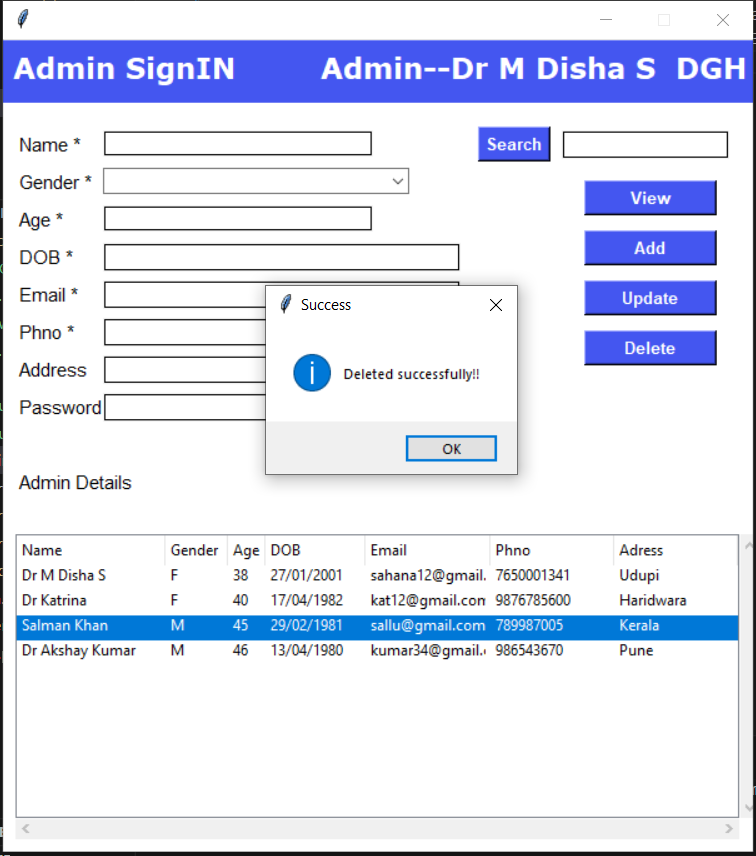 Admin SignIN Admin--Dr M Disha S DGH
Name * Search
Gender *
View
Age *
Add
DOB *
Email * Success
Update
Phno *
Delete
Address Deleted successfully!!
Password
OK
Admin Details
Name Gender Age DOB Email Phno Adress
Dr M Disha S F 38 27/01/2001 sahana12@gmail. 7650001341 Udupi
Dr Katrina F 40 17/04/1982 kat12@gmail.com 9876785600 Haridwara
Salman Khan M 45 29/02/1981 sallu@gmail.com 789987005 Kerala
Dr Akshay Kumar M 46 13/04/1980 kumar34@gmail. 986543670 Pune